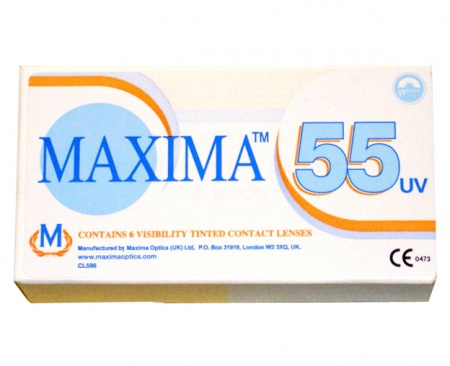 MAXIMA™
55 UV
M
CONTAINS 6 VISIBILITY TINTED CONTACT LENSES
Manufactured by Maxima Optics (UK) Ltd, P.O. Box 31919, London W2 3XQ, UK.
www.maximaoptics.com
CL596
CE 0473